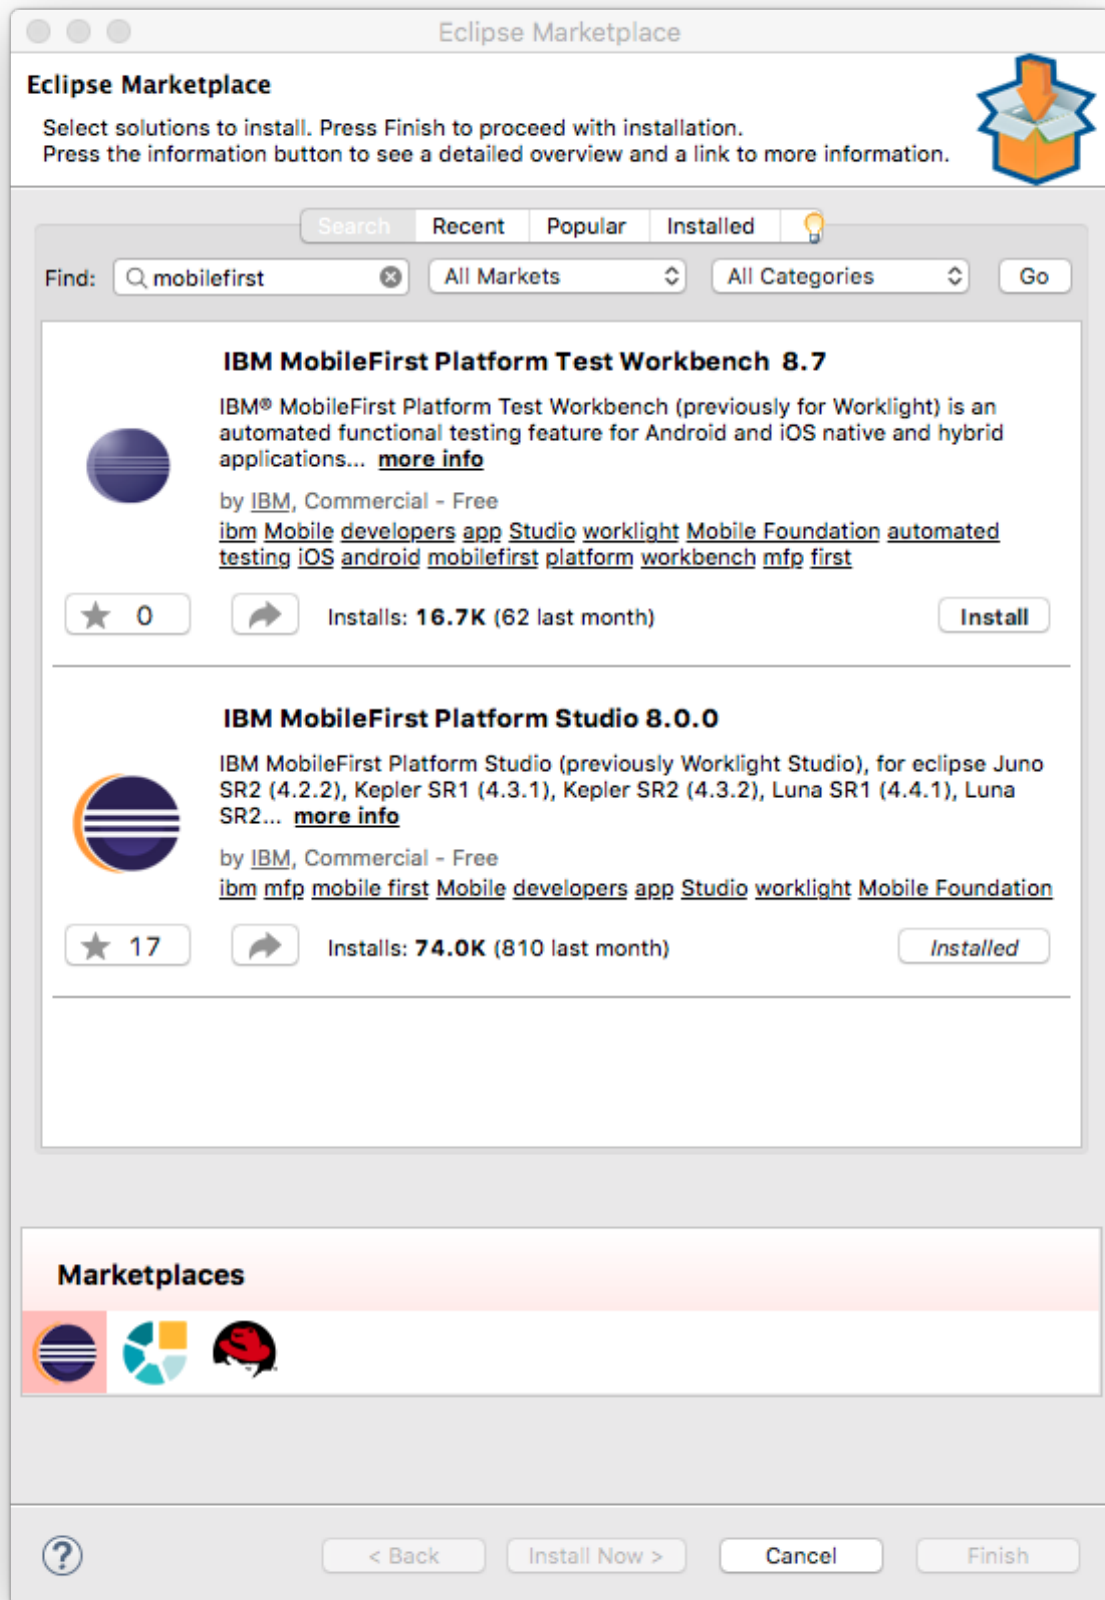 Eclipse Marketplace
Eclipse Marketplace
Select solutions to install. Press Finish to proceed with installation.
Press the information button to see a detailed overview and a link to more information.
Search Recent Popular Installed
Find: mobilefirst All Markets All Categories Go
IBM MobileFirst Platform Test Workbench 8.7
IBM® MobileFirst Platform Test Workbench (previously for Worklight) is an
automated functional testing feature for Android and iOS native and hybrid
applications... more info
by IBM, Commercial - Free
ibm Mobile developers app Studio worklight Mobile Foundation automated
testing iOS android mobilefirst platform workbench mfp first
0 Installs: 16.7K (62 last month) Install
IBM MobileFirst Platform Studio 8.0.0
IBM MobileFirst Platform Studio (previously Worklight Studio), for eclipse Juno
SR2 (4.2.2), Kepler SR1 (4.3.1), Kepler SR2 (4.3.2), Luna SR1 (4.4.1), Luna
SR2... more info
by IBM, Commercial - Free
ibm mfp mobile first Mobile developers app Studio worklight Mobile Foundation
17 Installs: 74.0K (810 last month) Installed
Marketplaces
? < Back Install Now > Cancel Finish